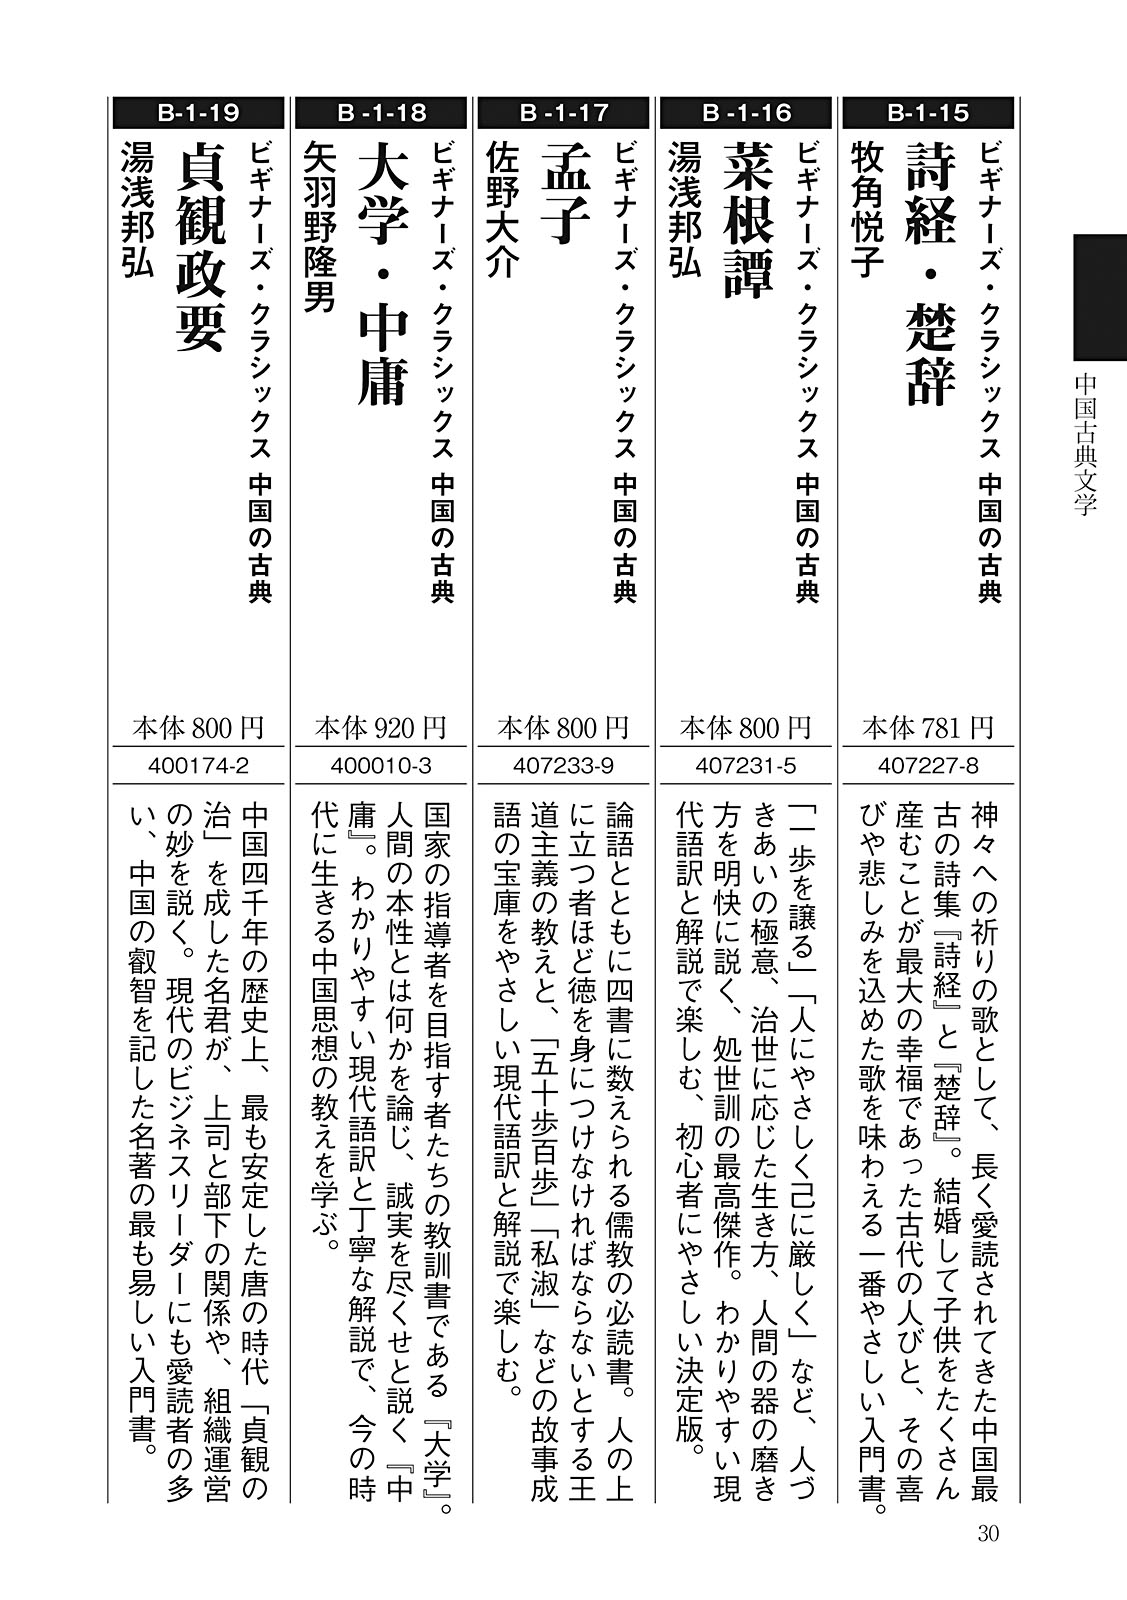 中国古典文学
B-1-15
ビギナーズ・クラシックス 中国の古典
詩経・楚辞
牧角悦子
本体 781 円
407227-8
神々への祈りの歌として、長く愛読されてきた中国最
古の詩集『詩経』と『楚辞』。結婚して子供をたくさん
産むことが最大の幸福であった古代の人びと、その喜
びや悲しみを込めた歌を味わえる一番やさしい入門書。
B -1-16
ビギナーズ・クラシックス 中国の古典
菜根譚
湯浅邦弘
本体 800 円
407231-5
「一歩を譲る」「人にやさしく己に厳しく」など、人づ
きあいの極意、治世に応じた生き方、人間の器の磨き
方を明快に説く、処世訓の最高傑作。わかりやすい現
代語訳と解説で楽しむ、初心者にやさしい決定版。
B -1-17
ビギナーズ・クラシックス 中国の古典
孟子
佐野大介
本体 800 円
407233-9
論語とともに四書に数えられる儒教の必読書。人の上
に立つ者ほど徳を身につけなければならないとする王
道主義の教えと、「五十歩百歩」「私淑」などの故事成
語の宝庫をやさしい現代語訳と解説で楽しむ。
B -1-18
ビギナーズ・クラシックス 中国の古典
大学・中庸
矢羽野隆男
本体 920 円
400010-3
国家の指導者を目指す者たちの教訓書である『大学』。
人間の本性とは何かを論じ、誠実を尽くせと説く『中
庸』。わかりやすい現代語訳と丁寧な解説で、今の時
代に生きる中国思想の教えを学ぶ。
B-1-19
ビギナーズ・クラシックス 中国の古典
貞観政要
湯浅邦弘
本体 800 円
400174-2
中国四千年の歴史上、最も安定した唐の時代「貞観の
治」を成した名君が、上司と部下の関係や、組織運営
の妙を説く。現代のビジネスリーダーにも愛読者の多
い、中国の叡智を記した名著の最も易しい入門書。
30